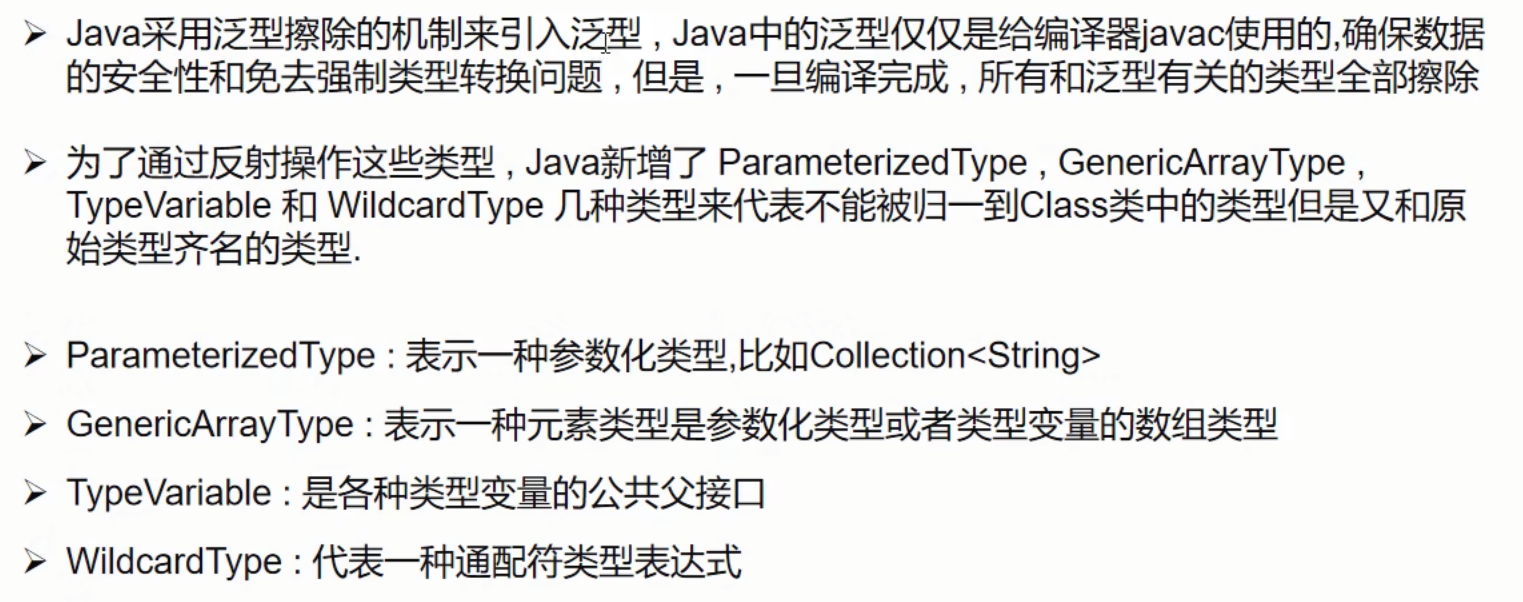 ➢ Java采用泛型擦除的机制来引入泛型 , Java中的泛型仅仅是给编译器javac使用的,确保数据
的安全性和免去强制类型转换问题 , 但是 , 一旦编译完成 , 所有和泛型有关的类型全部擦除
➢ 为了通过反射操作这些类型 , Java新增了 ParameterizedType , GenericArrayType ,
TypeVariable 和 WildcardType 几种类型来代表不能被归一到Class类中的类型但是又和原
始类型齐名的类型.
➢ ParameterizedType : 表示一种参数化类型,比如Collection<String>
➢ GenericArrayType : 表示一种元素类型是参数化类型或者类型变量的数组类型
➢ TypeVariable : 是各种类型变量的公共父接口
➢ WildcardType : 代表一种通配符类型表达式